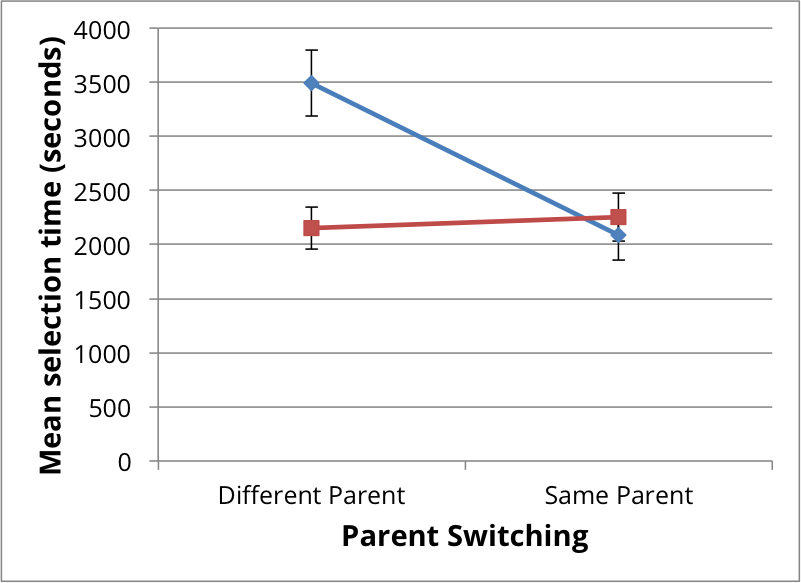 Mean selection time (seconds)
4000
3500
3000
2500
2000
1500
1000
500
0
Different Parent
Same Parent
Parent Switching